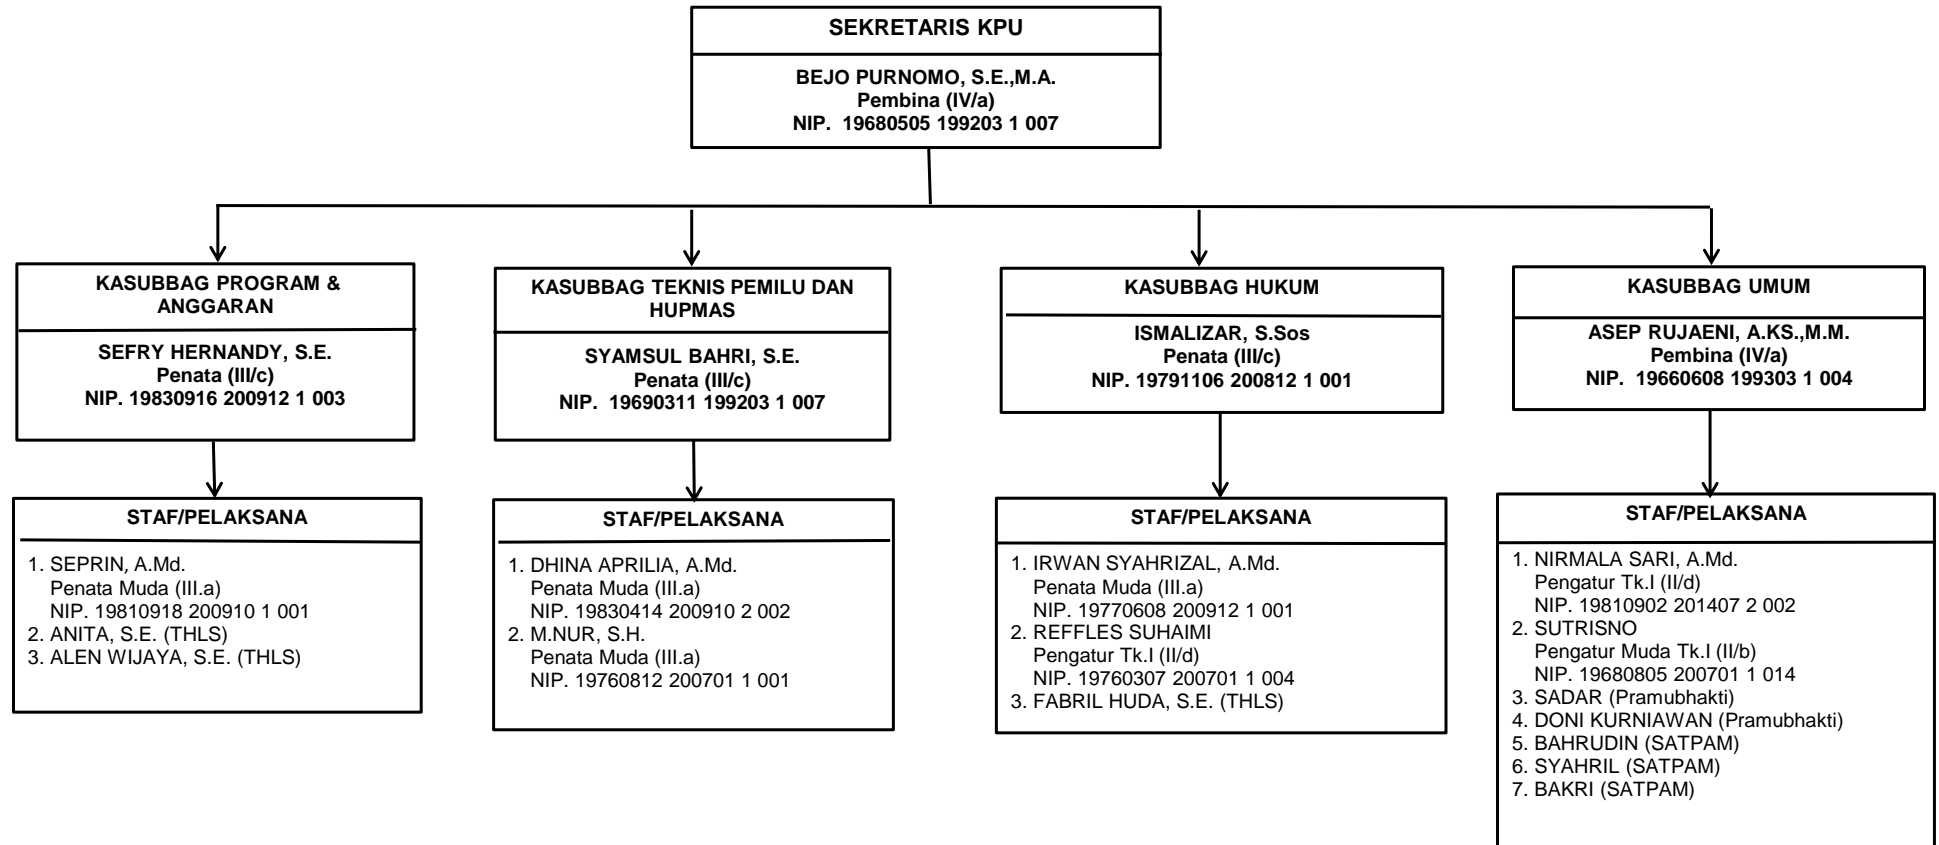 SEKRETARIS KPU
BEJO PURNOMO, S.E.,M.A.
Pembina (IV/a)
NIP.  19680505 199203 1 007
KASUBBAG PROGRAM &
ANGGARAN
SEFRY HERNANDY, S.E.
Penata (III/c)
NIP. 19830916 200912 1 003
KASUBBAG TEKNIS PEMILU DAN
HUPMAS
SYAMSUL BAHRI, S.E.
Penata (III/c)
NIP.  19690311 199203 1 007
KASUBBAG HUKUM
ISMALIZAR, S.Sos
Penata (III/c)
NIP. 19791106 200812 1 001
KASUBBAG UMUM
ASEP RUJAENI, A.KS.,M.M.
Pembina (IV/a)
NIP.  19660608 199303 1 004
STAF/PELAKSANA
1. SEPRIN, A.Md.
Penata Muda (III.a)
NIP. 19810918 200910 1 001
2. ANITA, S.E. (THLS)
3. ALEN WIJAYA, S.E. (THLS)
STAF/PELAKSANA
1. DHINA APRILIA, A.Md.
Penata Muda (III.a)
NIP. 19830414 200910 2 002
2. M.NUR, S.H.
Penata Muda (III.a)
NIP. 19760812 200701 1 001
STAF/PELAKSANA
1. IRWAN SYAHRIZAL, A.Md.
Penata Muda (III.a)
NIP. 19770608 200912 1 001
2. REFFLES SUHAIMI
Pengatur Tk.I (II/d)
NIP. 19760307 200701 1 004
3. FABRIL HUDA, S.E. (THLS)
STAF/PELAKSANA
1. NIRMALA SARI, A.Md.
Pengatur Tk.I (II/d)
NIP. 19810902 201407 2 002
2. SUTRISNO
Pengatur Muda Tk.I (II/b)
NIP. 19680805 200701 1 014
3. SADAR (Pramubhakti)
4. DONI KURNIAWAN (Pramubhakti)
5. BAHRUDIN (SATPAM)
6. SYAHRIL (SATPAM)
7. BAKRI (SATPAM)